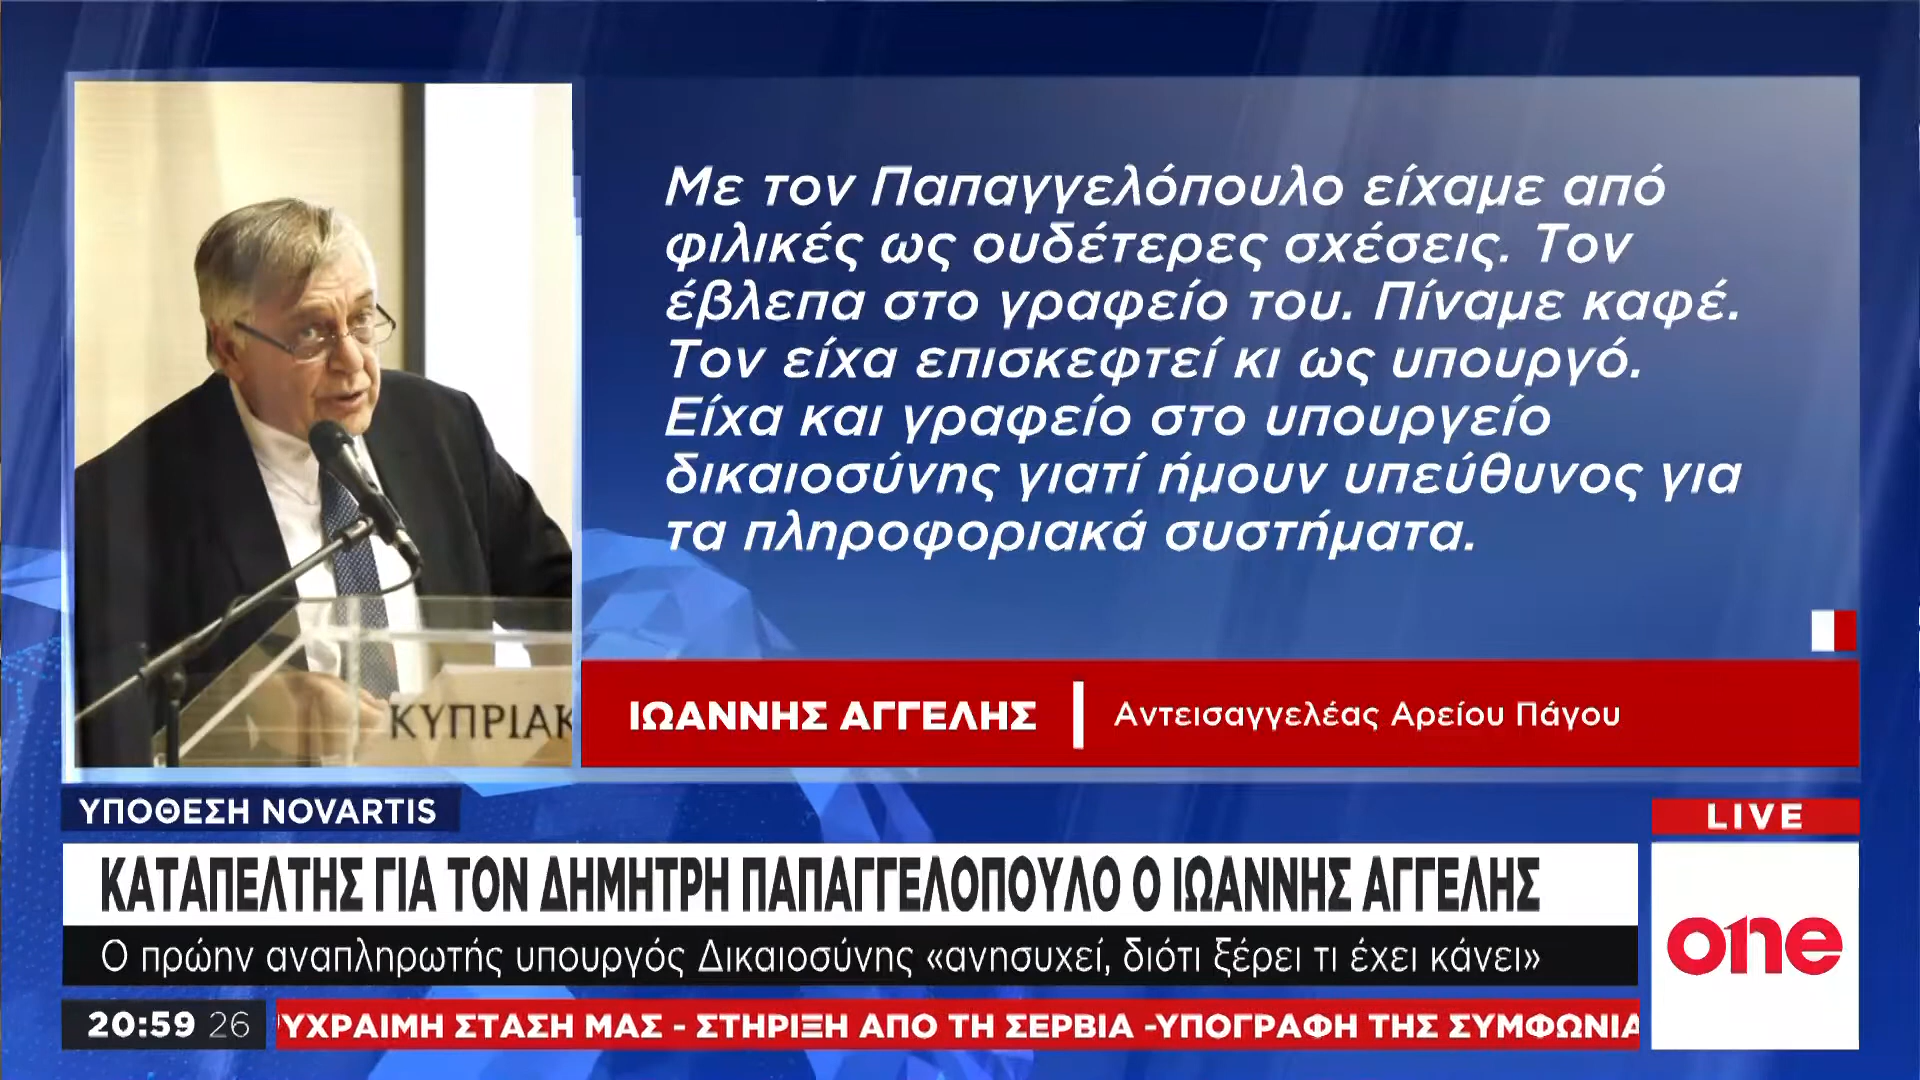 Με τον Παπαγγελόπουλο είχαμε από
φιλικές ως ουδέτερες σχέσεις. Τον
έβλεπα στο γραφείο του. Πίναμε καφέ.
Τον είχα επισκεφτεί κι ως υπουργό.
Είχα και γραφείο στο υπουργείο
δικαιοσύνης γιατί ήμουν υπεύθυνος για
τα πληροφοριακά συστήματα.
ΚΥΠΡΙΑΚ
ΙΩΑΝΝΗΣ ΑΓΓΕΛΗΣ
Αντεισαγγελέας Αρείου Πάγου
ΥΠΟΘΕΣΗ NOVARTIS
LIVE
ΚΑΤΑΠΕΛΤΗΣ ΓΙΑ ΤΟΝ ΔΗΜΗΤΡΗ ΠΑΠΑΓΓΕΛΟΠΟΥΛΟ Ο ΙΩΑΝΝΗΣ ΑΓΓΕΛΗΣ
Ο πρώην αναπληρωτής υπουργός Δικαιοσύνης «ανησυχεί, διότι ξέρει τι έχει κάνει»
one
20:59 26
ΥΧΡΑΙΜΗ ΣΤΑΣΗ ΜΑΣ - ΣΤΗΡΙΞΗ ΑΠΟ ΤΗ ΣΕΡΒΙΑ -ΥΠΟΓΡΑΦΗ ΤΗΣ ΣΥΜΦΩΝΙΑ